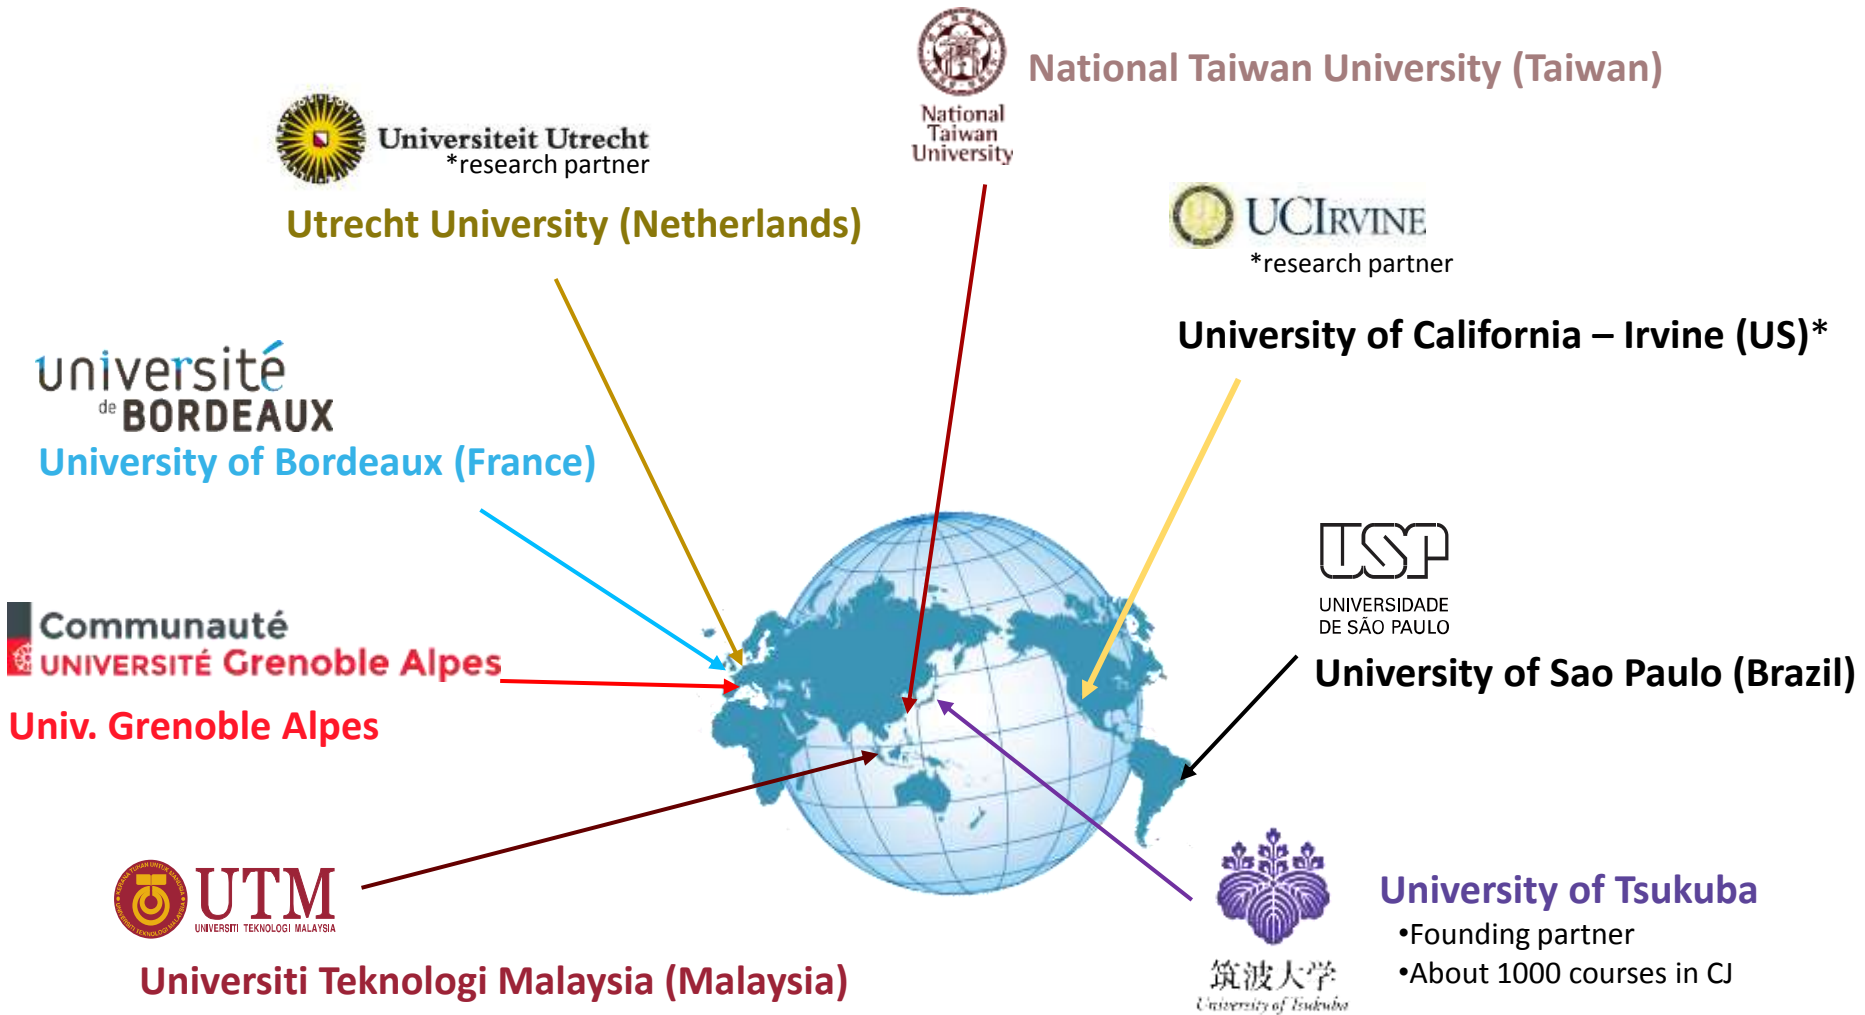 National
Taiwan
University
National Taiwan University (Taiwan)
Universiteit Utrecht
*research partner
Utrecht University (Netherlands)
UCIRVINE
*research partner
University of California – Irvine (US)*
université
de BORDEAUX
University of Bordeaux (France)
USP
UNIVERSIDADE
DE SÃO PAULO
University of Sao Paulo (Brazil)
Communauté
UNIVERSITÉ Grenoble Alpes
Univ. Grenoble Alpes
UTM
UNIVERSITI TEKNOLOGI MALAYSIA
Universiti Teknologi Malaysia (Malaysia)
筑波大学
University of Tsukuba
University of Tsukuba
•Founding partner
•About 1000 courses in CJ